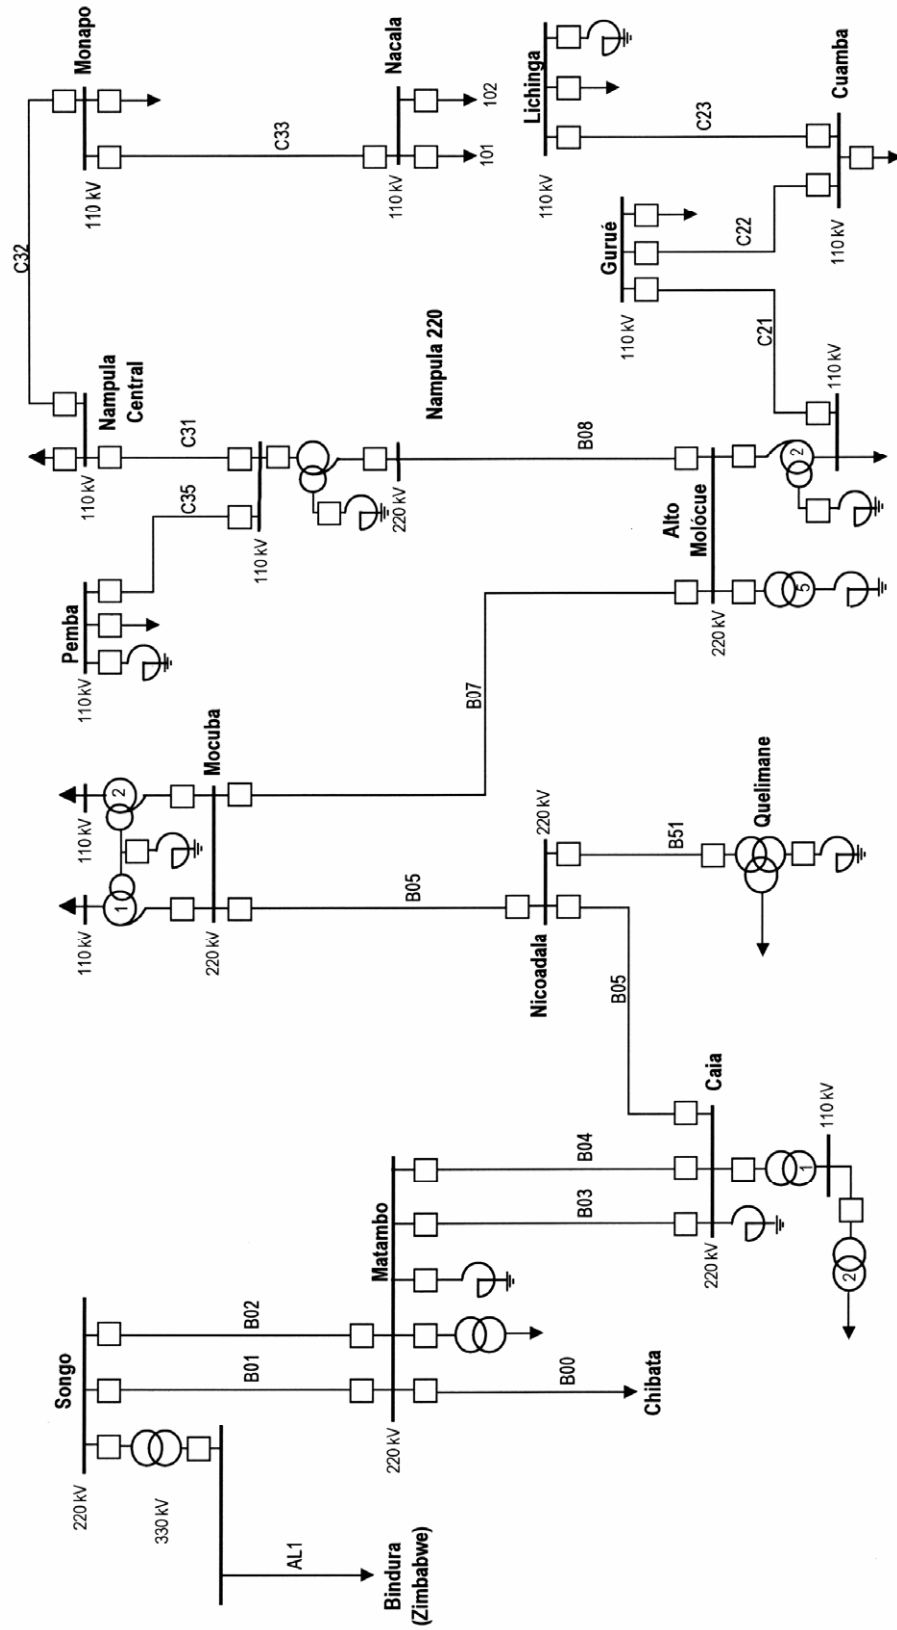 Songo
220 kV
330 kV
AL1
Bindura
(Zimbabwe)
B01
B02
Matambo
220 kV
B00
Chibata
B03
B04
Caia
220 kV
1
110 kV
2
B05
Nicoadala
220 kV
B51
Quelimane
B05
Mocuba
220 kV
110 kV
1
110 kV
2
B07
Alto
Molócue
220 kV
5
2
110 kV
B08
Nampula 220
220 kV
110 kV
C35
Pemba
110 kV
C31
Nampula
Central
110 kV
C32
Monapo
110 kV
C33
Nacala
110 kV
101
102
C21
Gurué
110 kV
C22
Cuamba
110 kV
C23
Lichinga
110 kV